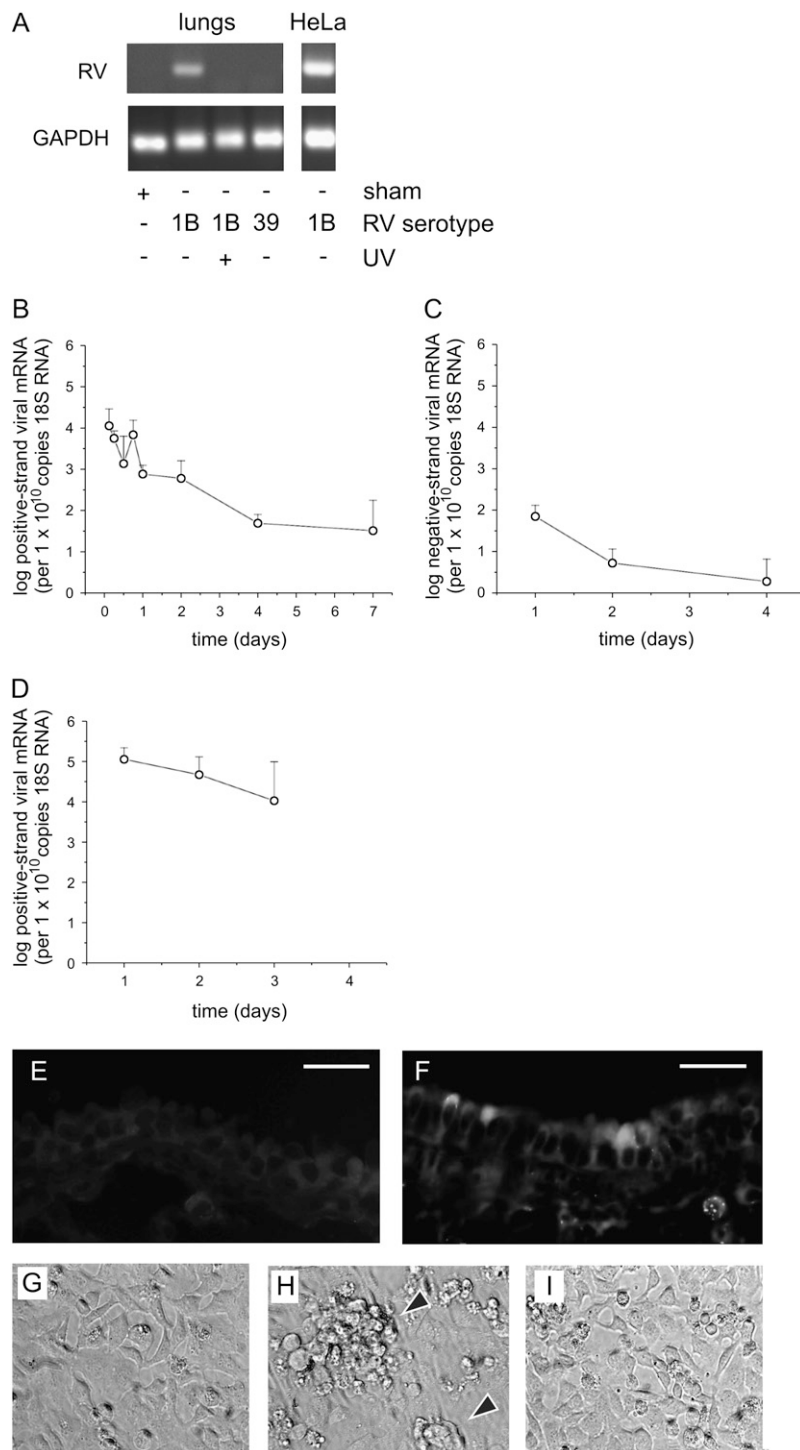 A
lungs HeLa
RV
GAPDH
+ - - - - sham
- 1B 1B 39 1B RV serotype
- - + - - UV
B
log positive-strand viral mRNA
(per 1 x 10^10 copies 18S RNA)
6
5
4
3
2
1
0
0 1 2 3 4 5 6 7
time (days)
C
log negative-strand viral mRNA
(per 1 x 10^10 copies 18S RNA)
6
5
4
3
2
1
0
1 2 3 4
time (days)
D
log positive-strand viral mRNA
(per 1 x 10^10 copies 18S RNA)
6
5
4
3
2
1
0
1 2 3 4
time (days)
E
F
G
H
I